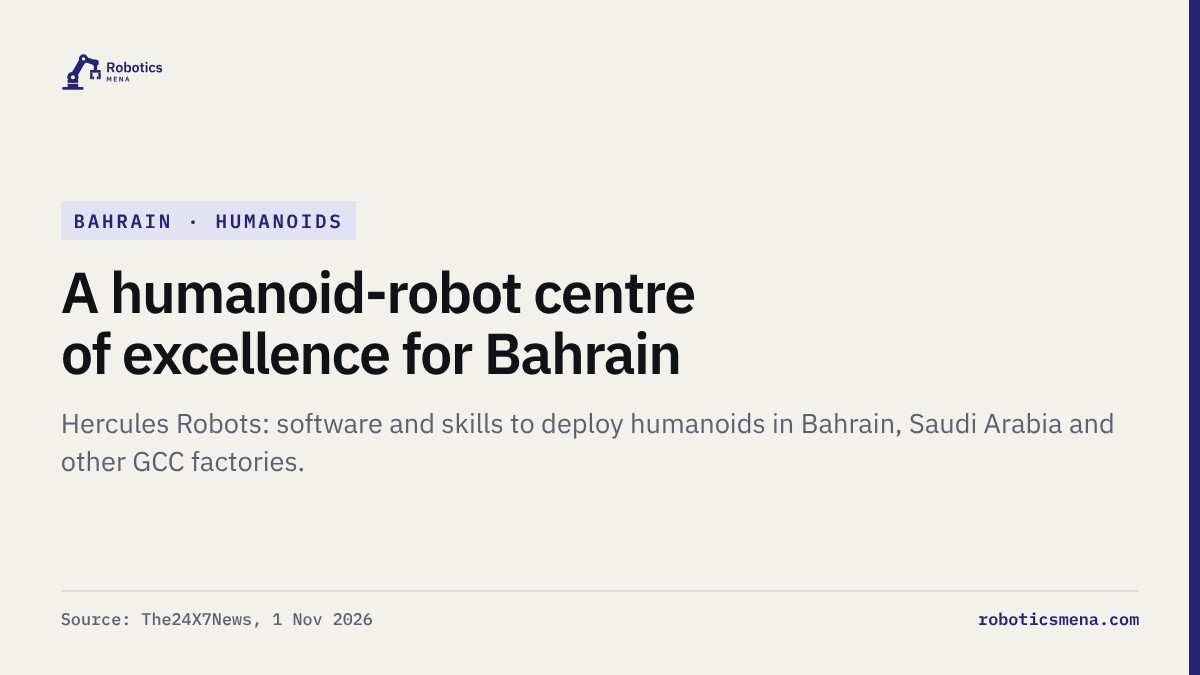 Robotics
MENA
BAHRAIN · HUMANOIDS
A humanoid-robot centre
of excellence for Bahrain
Hercules Robots: software and skills to deploy humanoids in Bahrain, Saudi Arabia and
other GCC factories.
Source: The24X7News, 1 Nov 2026
roboticsmena.com